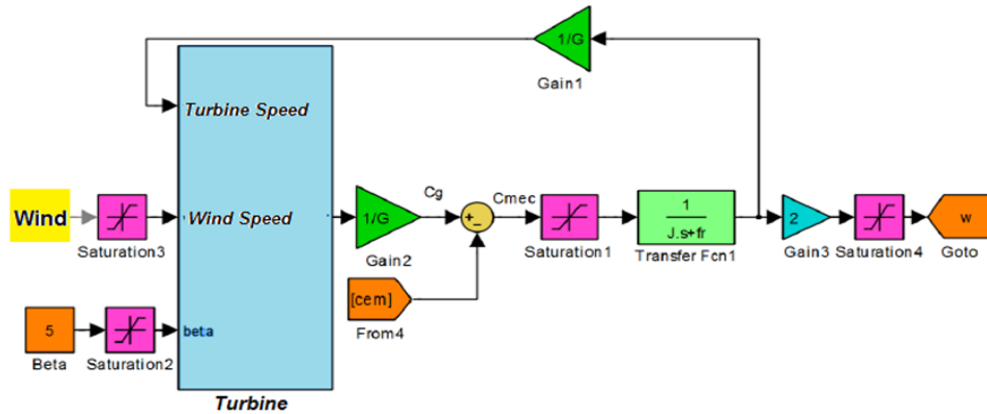 1/G
Gain1
Turbine Speed
Wind
Saturation3
Wind Speed
1/G
Gain2
Cg
+
−
Cmec
Saturation1
1
J.s+fr
Transfer Fcn1
2
Gain3
Saturation4
w
Goto
[cem]
From4
5
Beta
Saturation2
beta
Turbine